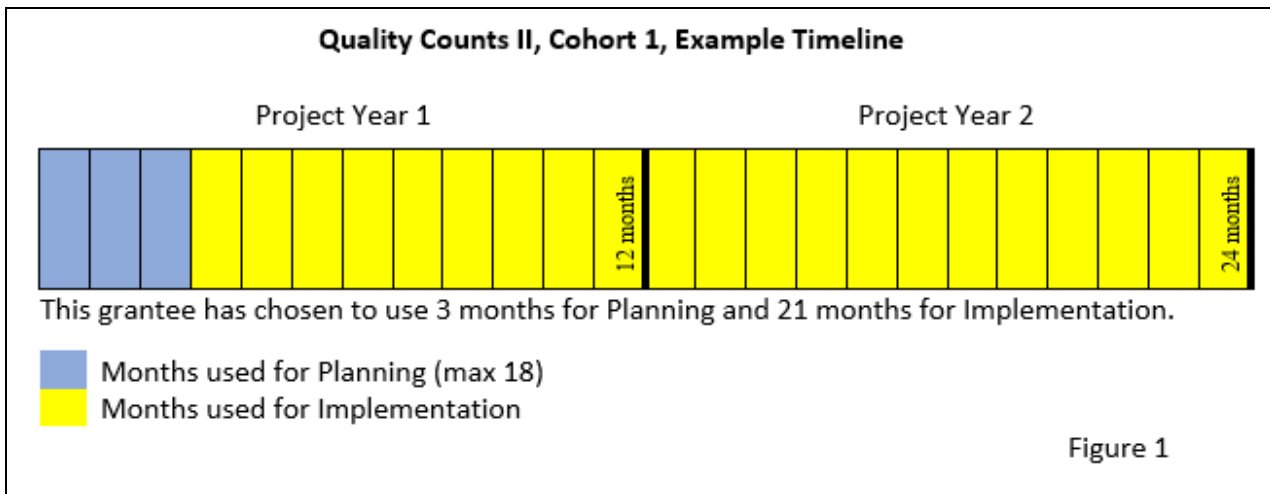 Quality Counts II, Cohort 1, Example Timeline
Project Year 1
Project Year 2
12 months
24 months
This grantee has chosen to use 3 months for Planning and 21 months for Implementation.
Months used for Planning (max 18)
Months used for Implementation
Figure 1